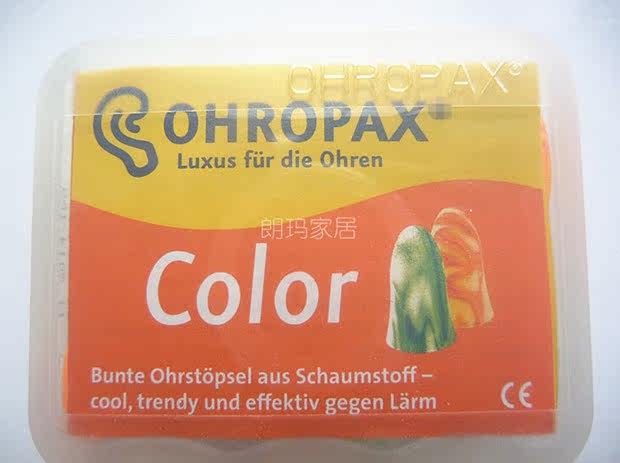 OHROPAX®
OHROPAX
Luxus für die Ohren
朗玛家居
Color
Bunte Ohrstöpsel aus Schaumstoff –
cool, trendy und effektiv gegen Lärm
CE